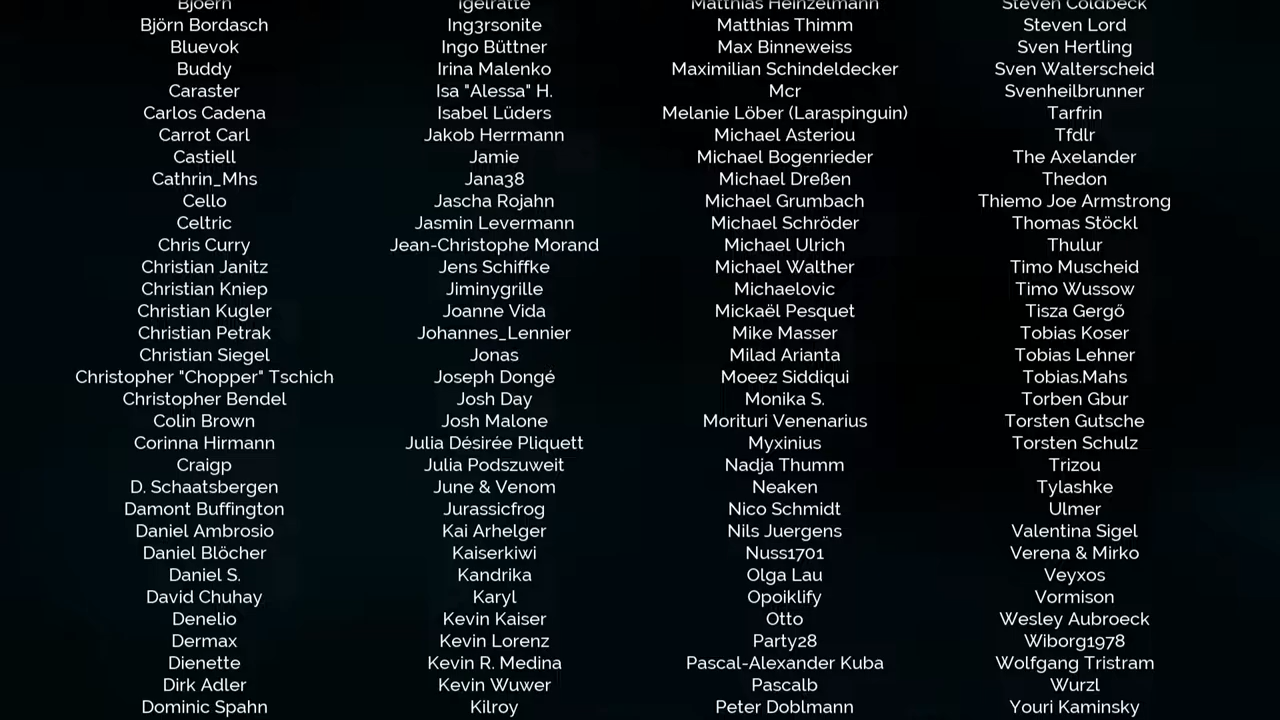 Bjoern
Björn Bordasch
Bluevok
Buddy
Caraster
Carlos Cadena
Carrot Carl
Castiell
Cathrin_Mhs
Cello
Celtric
Chris Curry
Christian Janitz
Christian Kniep
Christian Kugler
Christian Petrak
Christian Siegel
Christopher "Chopper" Tschich
Christopher Bendel
Colin Brown
Corinna Hirmann
Craigp
D. Schaatsbergen
Damont Buffington
Daniel Ambrosio
Daniel Blöcher
Daniel S.
David Chuhay
Denelio
Dermax
Dienette
Dirk Adler
Dominic Spahn
Igelratte
Ing3rsonite
Ingo Büttner
Irina Malenko
Isa "Alessa" H.
Isabel Lüders
Jakob Herrmann
Jamie
Jana38
Jascha Rojahn
Jasmin Levermann
Jean-Christophe Morand
Jens Schiffke
Jiminygrille
Joanne Vida
Johannes_Lennier
Jonas
Joseph Dongé
Josh Day
Josh Malone
Julia Désirée Pliquett
Julia Podszuweit
June & Venom
Jurassicfrog
Kai Arhelger
Kaiserkiwi
Kandrika
Karyl
Kevin Kaiser
Kevin Lorenz
Kevin R. Medina
Kevin Wuwer
Kilroy
Matthias Heinzelmann
Matthias Thimm
Max Binneweiss
Maximilian Schindeldecker
Mcr
Melanie Löber (Laraspinguin)
Michael Asteriou
Michael Bogenrieder
Michael Dreßen
Michael Grumbach
Michael Schröder
Michael Ulrich
Michael Walther
Michaelovic
Mickaël Pesquet
Mike Masser
Milad Arianta
Moeez Siddiqui
Monika S.
Morituri Venenarius
Myxinius
Nadja Thumm
Neaken
Nico Schmidt
Nils Juergens
Nuss1701
Olga Lau
Opoiklify
Otto
Party28
Pascal-Alexander Kuba
Pascalb
Peter Doblmann
Steven Coldbeck
Steven Lord
Sven Hertling
Sven Walterscheid
Svenheilbrunner
Tarfrin
Tfdlr
The Axelander
Thedon
Thiemo Joe Armstrong
Thomas Stöckl
Thulur
Timo Muscheid
Timo Wussow
Tisza Gergő
Tobias Koser
Tobias Lehner
Tobias.Mahs
Torben Gbur
Torsten Gutsche
Torsten Schulz
Trizou
Tylashke
Ulmer
Valentina Sigel
Verena & Mirko
Veyxos
Vormison
Wesley Aubroeck
Wiborg1978
Wolfgang Tristram
Wurzl
Youri Kaminsky